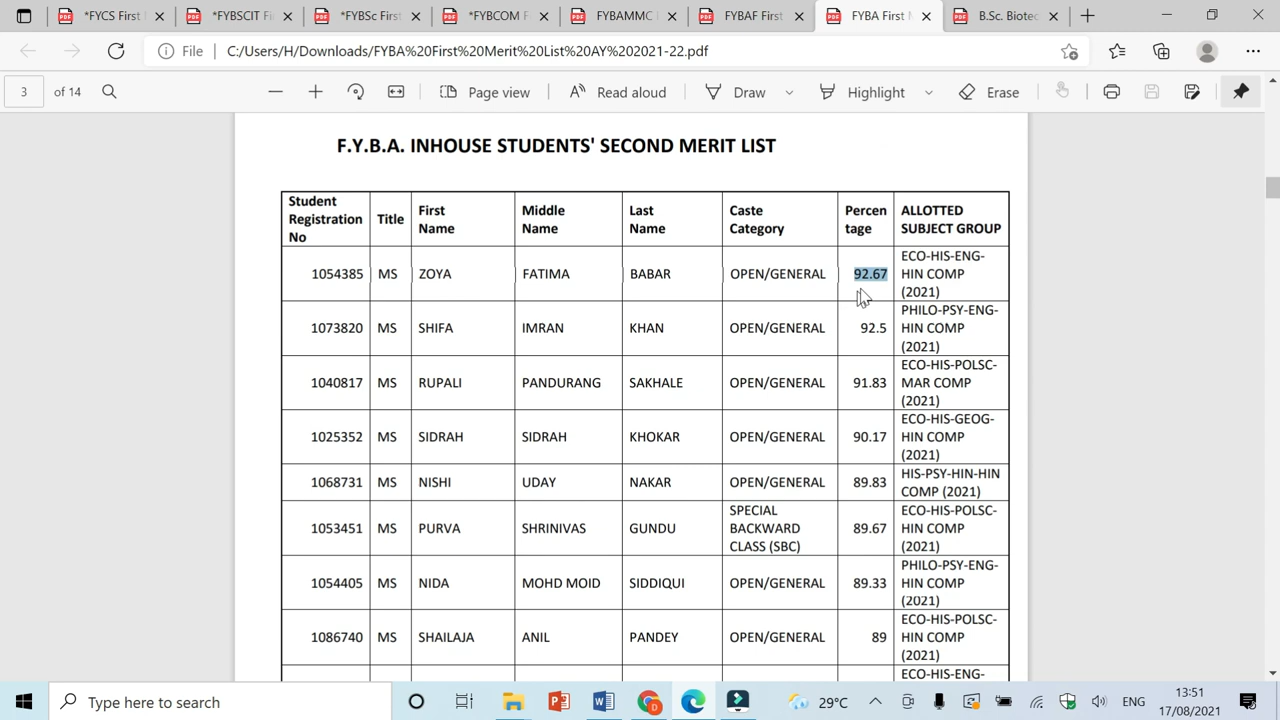 *FYCS First *FYBSCIT Fir *FYBSc First *FYBCOM F FYBAMMC FYBAF First FYBA First M B.Sc. Biotec
File C:/Users/H/Downloads/FYBA%20First%20Merit%20List%20AY%202021-22.pdf
3 of 14 Page view Read aloud Draw Highlight Erase
F.Y.B.A. INHOUSE STUDENTS' SECOND MERIT LIST
Student Registration No Title First Name Middle Name Last Name Caste Category Percen tage ALLOTTED SUBJECT GROUP
1054385 MS ZOYA FATIMA BABAR OPEN/GENERAL 92.67 ECO-HIS-ENG-HIN COMP (2021)
1073820 MS SHIFA IMRAN KHAN OPEN/GENERAL 92.5 PHILO-PSY-ENG-HIN COMP (2021)
1040817 MS RUPALI PANDURANG SAKHALE OPEN/GENERAL 91.83 ECO-HIS-POLSC-MAR COMP (2021)
1025352 MS SIDRAH SIDRAH KHOKAR OPEN/GENERAL 90.17 ECO-HIS-GEOG-HIN COMP (2021)
1068731 MS NISHI UDAY NAKAR OPEN/GENERAL 89.83 HIS-PSY-HIN-HIN COMP (2021)
1053451 MS PURVA SHRINIVAS GUNDU SPECIAL BACKWARD CLASS (SBC) 89.67 ECO-HIS-POLSC-HIN COMP (2021)
1054405 MS NIDA MOHD MOID SIDDIQUI OPEN/GENERAL 89.33 PHILO-PSY-ENG-HIN COMP (2021)
1086740 MS SHAILAJA ANIL PANDEY OPEN/GENERAL 89 ECO-HIS-POLSC-HIN COMP (2021)
ECO-HIS-ENG-
Type here to search 29°C ENG 13:51
17/08/2021